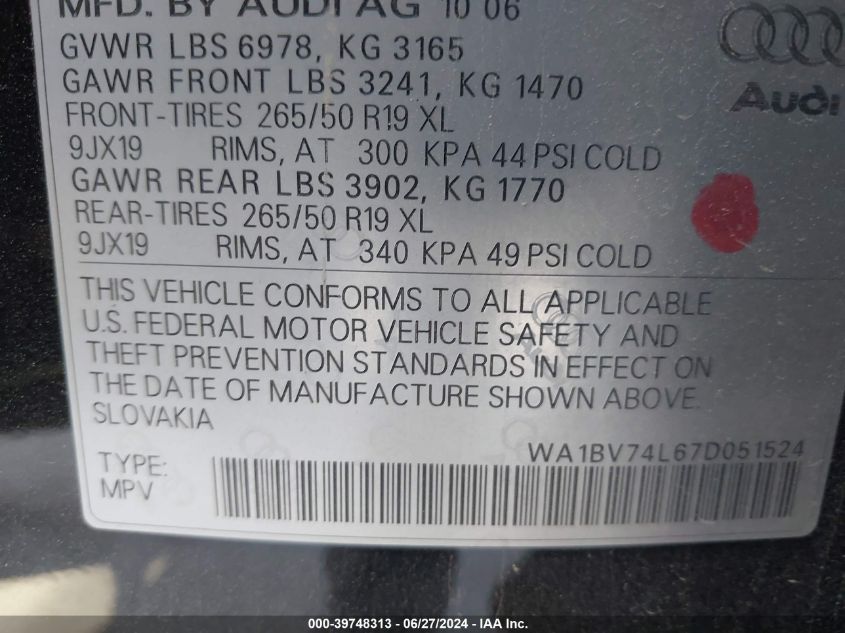 MFD. BY AUDI AG 10 06
GVWR LBS 6978, KG 3165
GAWR FRONT LBS 3241, KG 1470
FRONT-TIRES 265/50 R19 XL
9JX19 RIMS, AT 300 KPA 44 PSI COLD
GAWR REAR LBS 3902, KG 1770
REAR-TIRES 265/50 R19 XL
9JX19 RIMS, AT 340 KPA 49 PSI COLD
Audi
THIS VEHICLE CONFORMS TO ALL APPLICABLE
U.S. FEDERAL MOTOR VEHICLE SAFETY AND
THEFT PREVENTION STANDARDS IN EFFECT ON
THE DATE OF MANUFACTURE SHOWN ABOVE.
SLOVAKIA
WA1BV74L67D051524
TYPE:
MPV
000-39748313 - 06/27/2024 - IAA Inc.